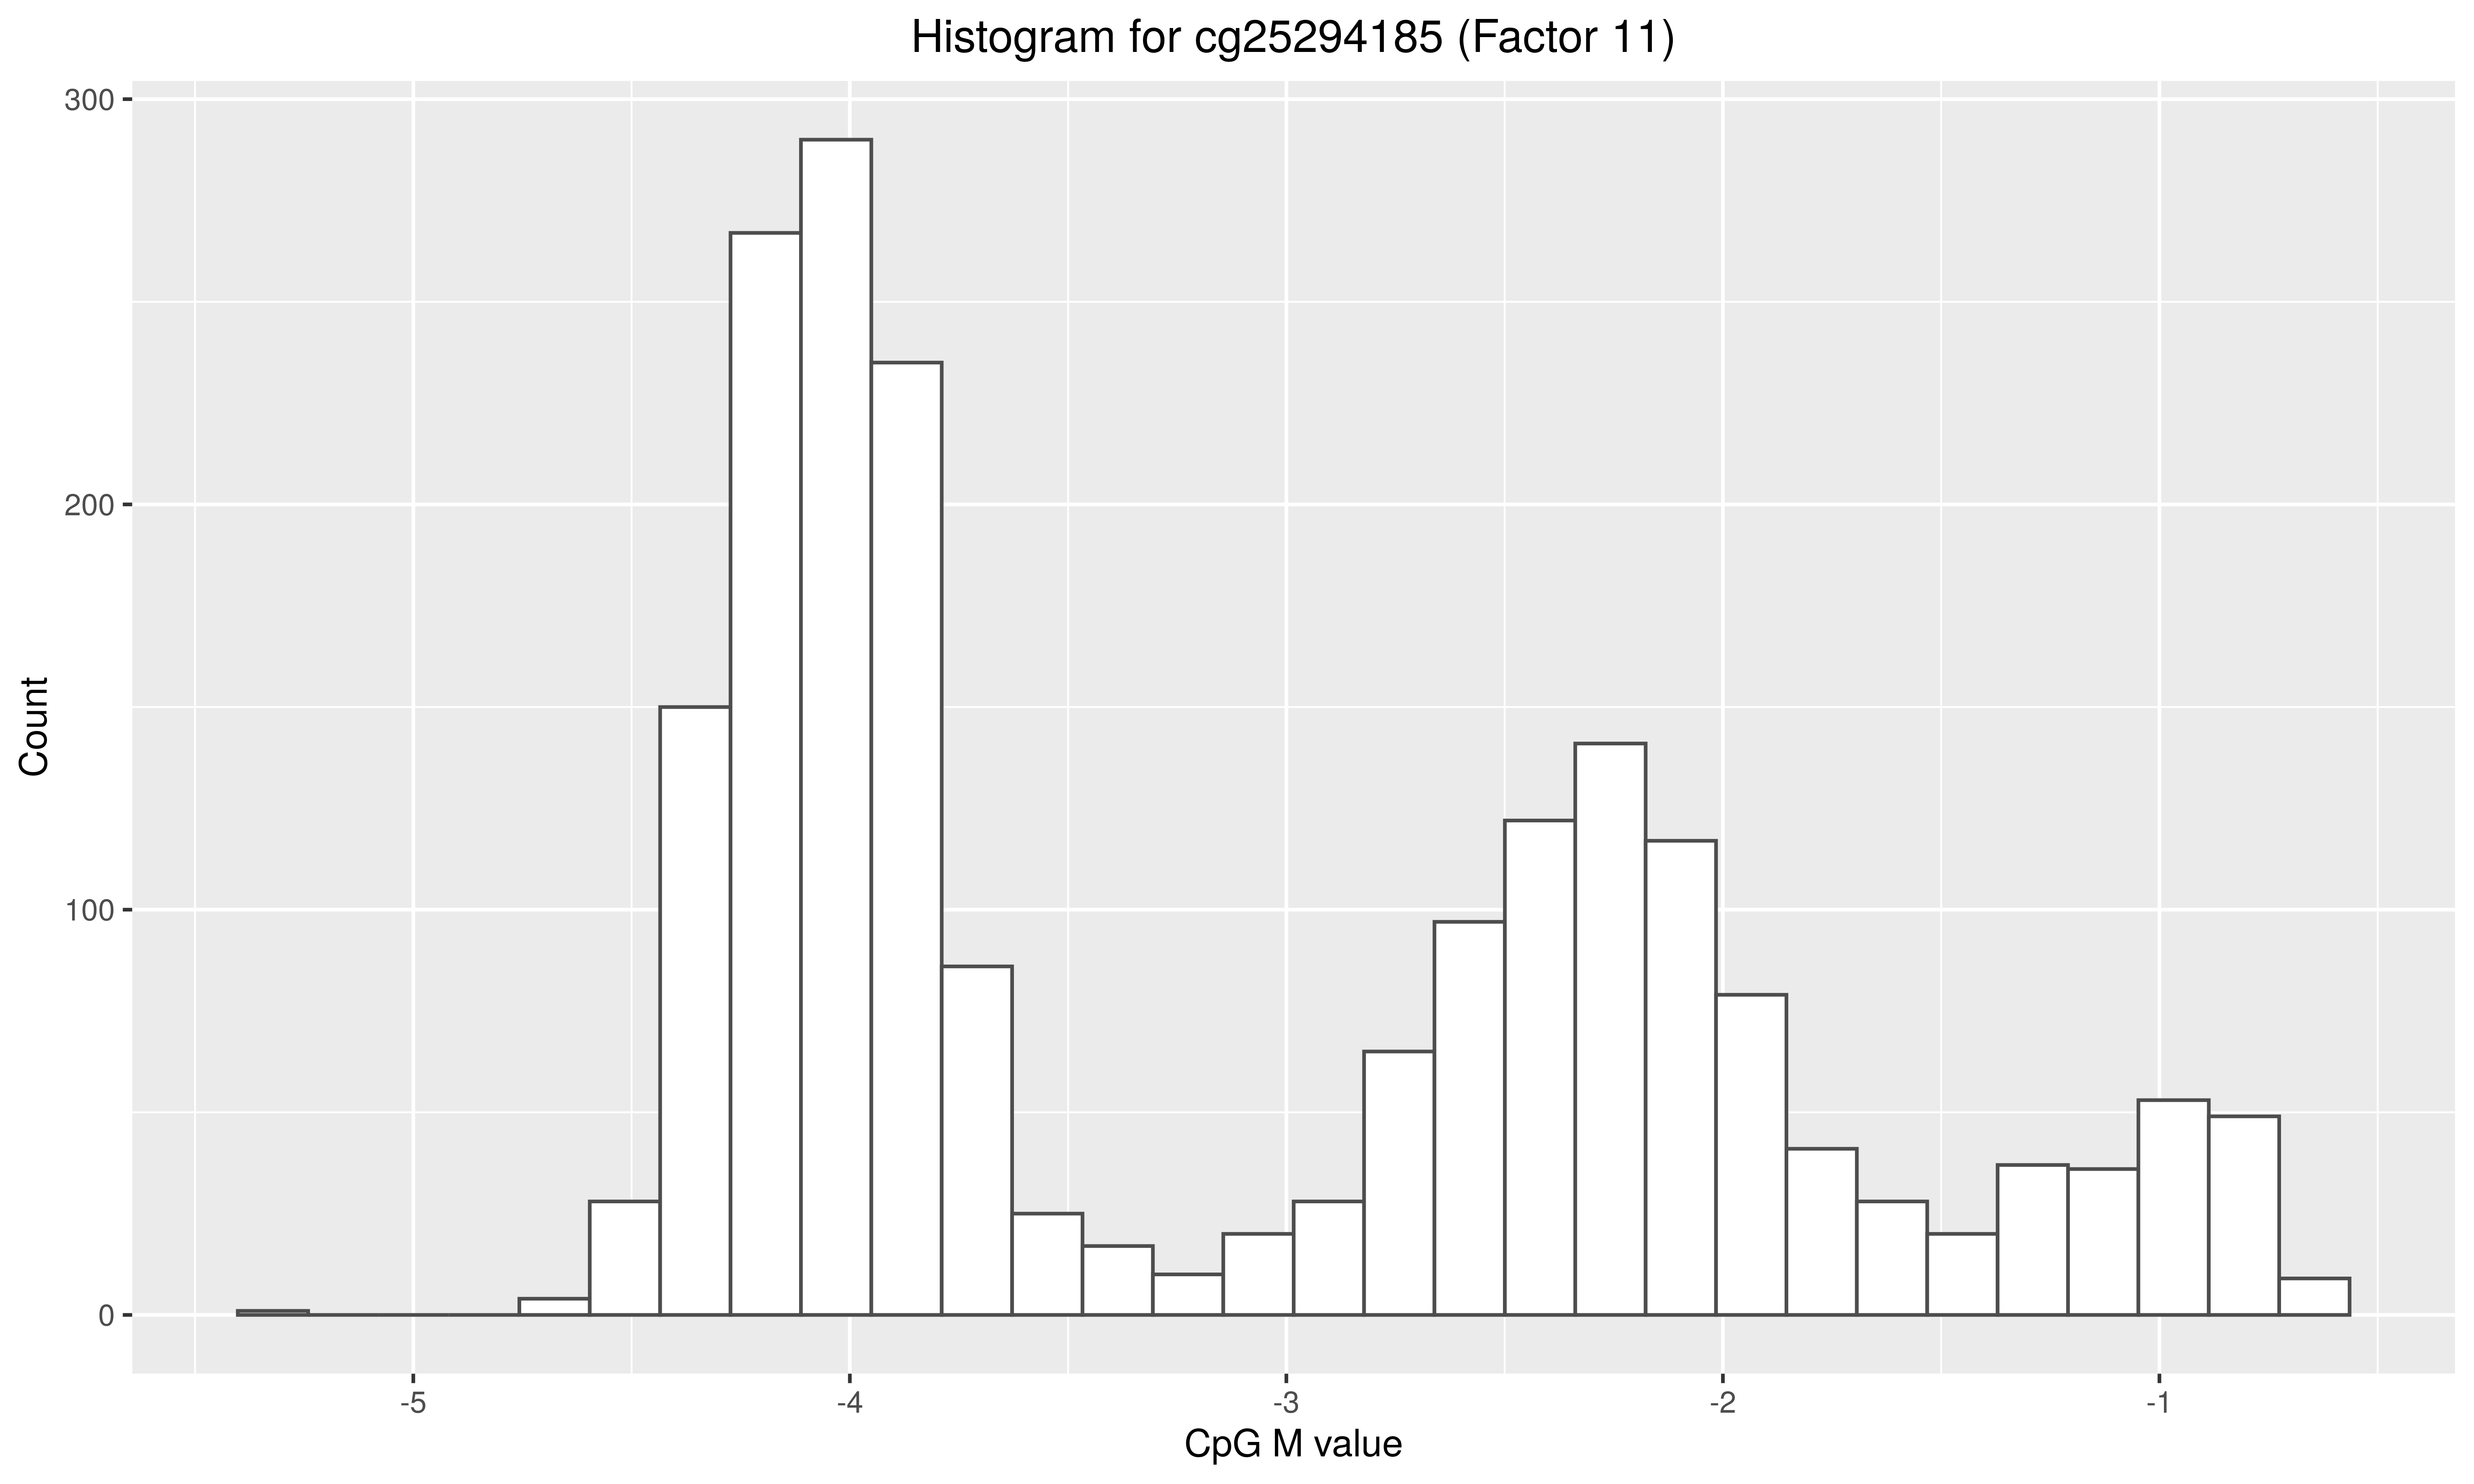 Histogram for cg25294185 (Factor 11)
300
200
100
0
Count
-5 -4 -3 -2 -1
CpG M value